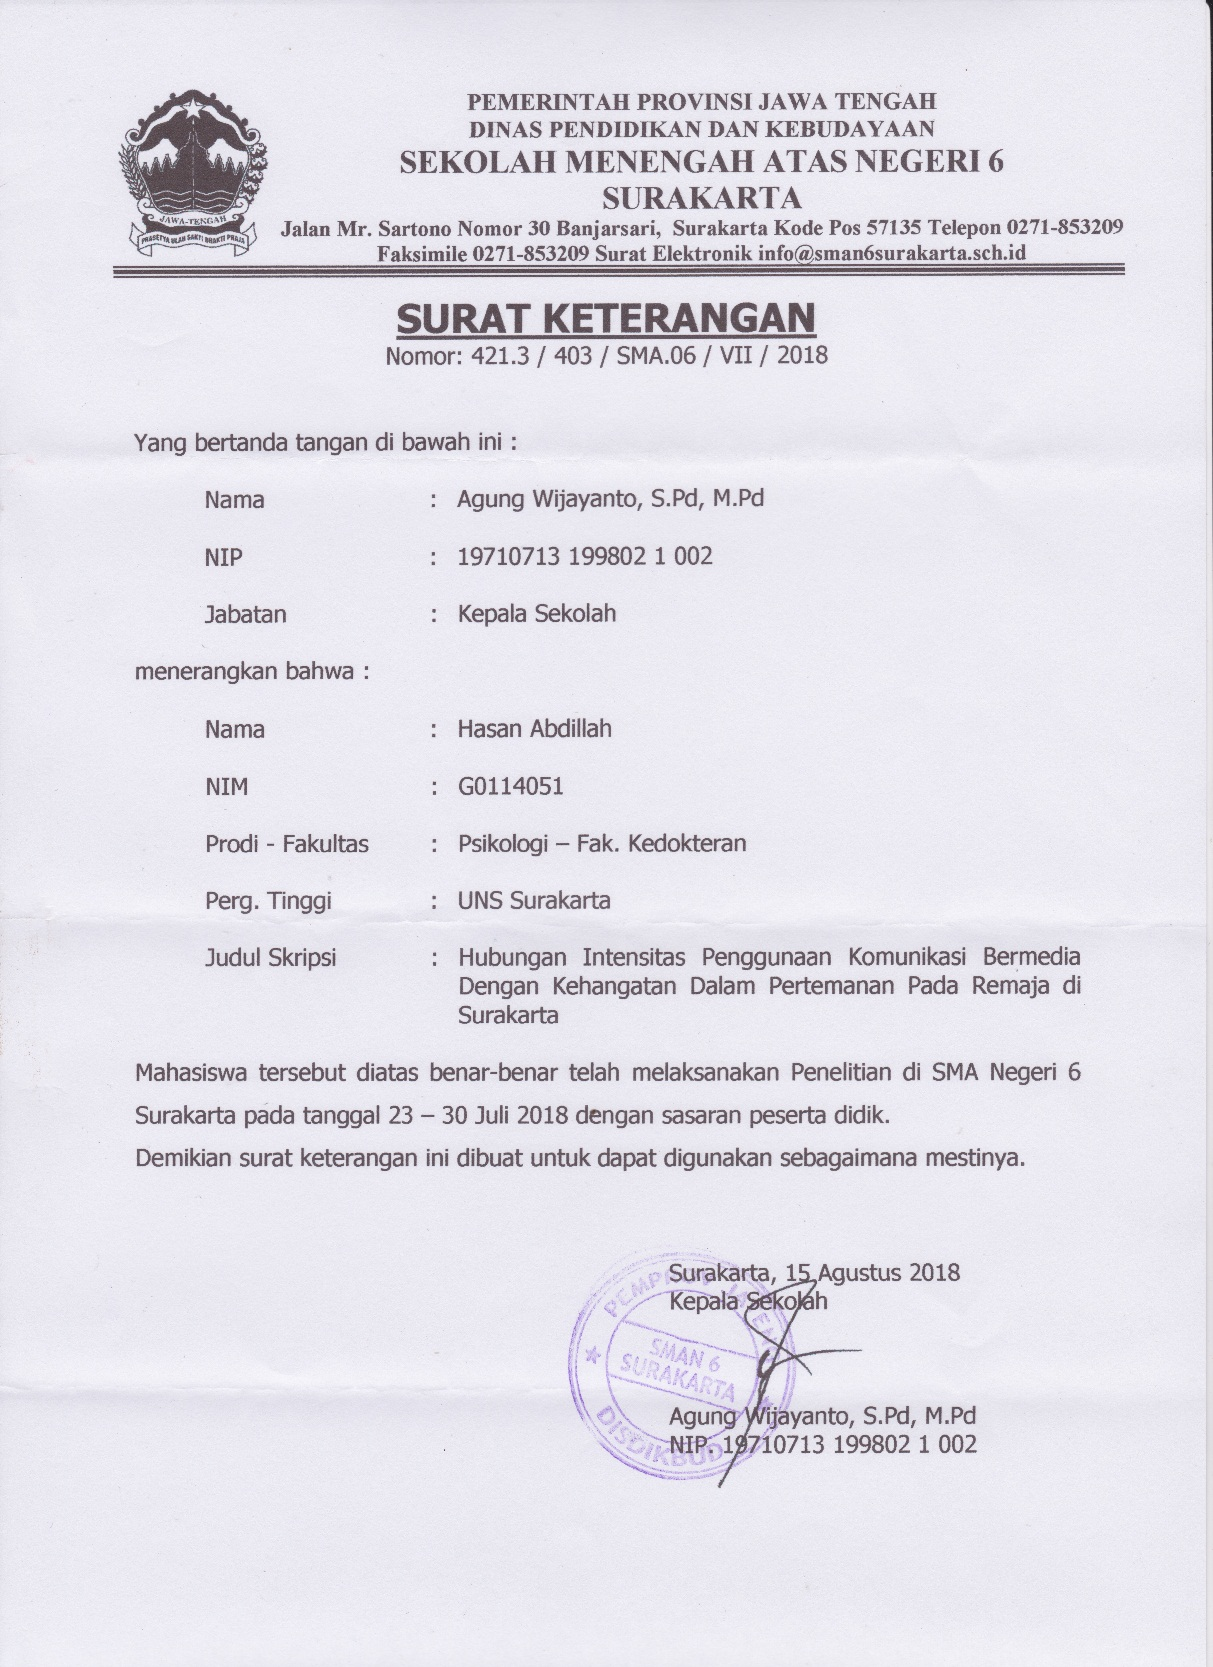 PEMERINTAH PROVINSI JAWA TENGAH
DINAS PENDIDIKAN DAN KEBUDAYAAN
SEKOLAH MENENGAH ATAS NEGERI 6
SURAKARTA
Jalan Mr. Sartono Nomor 30 Banjarsari, Surakarta Kode Pos 57135 Telepon 0271-853209
Faksimile 0271-853209 Surat Elektronik info@sman6surakarta.sch.id
JAWA-TENGAH
PRASETYA ULAH SAKTI BHAKTI PRAJA
SURAT KETERANGAN
Nomor: 421.3 / 403 / SMA.06 / VII / 2018
Yang bertanda tangan di bawah ini :
Nama : Agung Wijayanto, S.Pd, M.Pd
NIP : 19710713 199802 1 002
Jabatan : Kepala Sekolah
menerangkan bahwa :
Nama : Hasan Abdillah
NIM : G0114051
Prodi - Fakultas : Psikologi – Fak. Kedokteran
Perg. Tinggi : UNS Surakarta
Judul Skripsi : Hubungan Intensitas Penggunaan Komunikasi Bermedia
Dengan Kehangatan Dalam Pertemanan Pada Remaja di
Surakarta
Mahasiswa tersebut diatas benar-benar telah melaksanakan Penelitian di SMA Negeri 6
Surakarta pada tanggal 23 – 30 Juli 2018 dengan sasaran peserta didik.
Demikian surat keterangan ini dibuat untuk dapat digunakan sebagaimana mestinya.
Surakarta, 15 Agustus 2018
Kepala Sekolah
PEMPROV JATENG
SMAN 6
SURAKARTA
DISDIKBUD
Agung Wijayanto, S.Pd, M.Pd
NIP. 19710713 199802 1 002